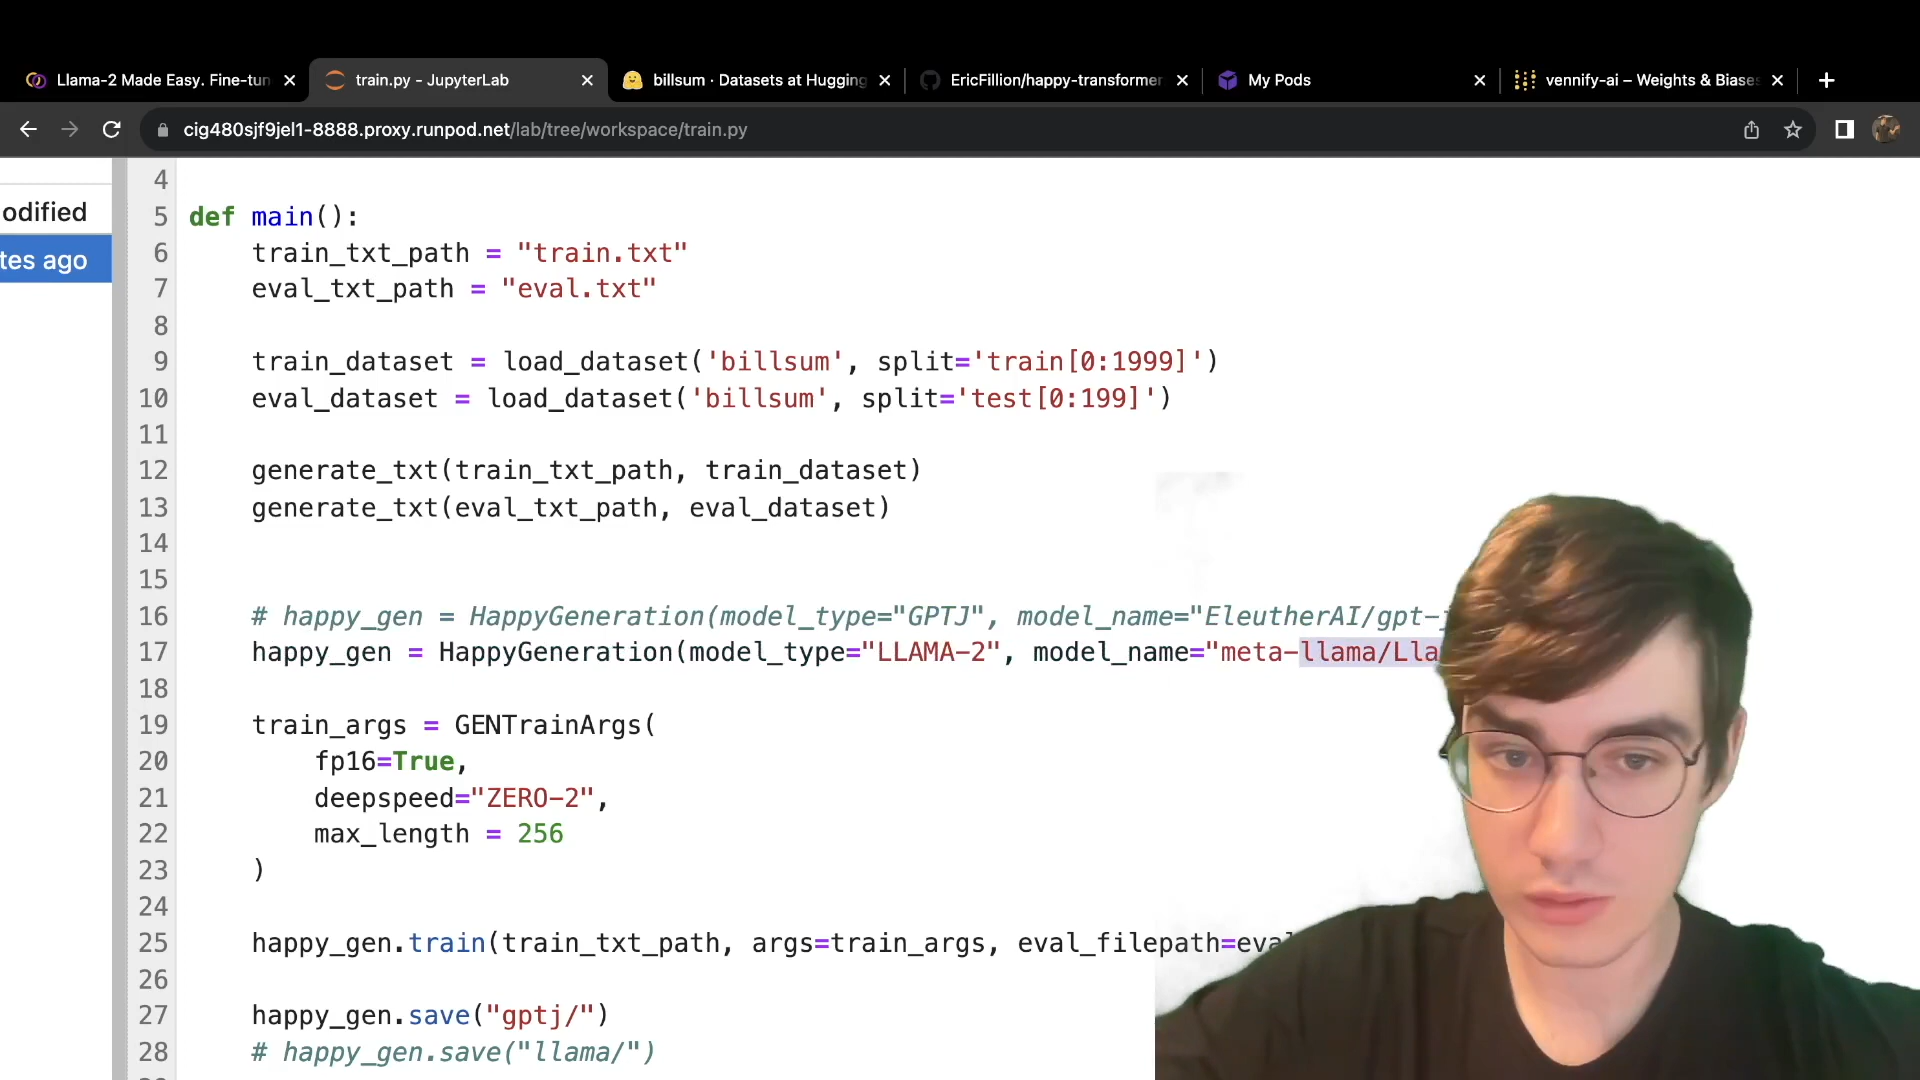 Llama-2 Made Easy. Fine-tun
train.py - JupyterLab
billsum · Datasets at Hugging
EricFillion/happy-transformer
My Pods
vennify-ai – Weights & Biases
cig480sjf9jel1-8888.proxy.runpod.net/lab/tree/workspace/train.py
odified
tes ago
4
5 def main():
6 train_txt_path = "train.txt"
7 eval_txt_path = "eval.txt"
8
9 train_dataset = load_dataset('billsum', split='train[0:1999]')
10 eval_dataset = load_dataset('billsum', split='test[0:199]')
11
12 generate_txt(train_txt_path, train_dataset)
13 generate_txt(eval_txt_path, eval_dataset)
14
15
16 # happy_gen = HappyGeneration(model_type="GPTJ", model_name="EleutherAI/gpt-j
17 happy_gen = HappyGeneration(model_type="LLAMA-2", model_name="meta-llama/Lla
18
19 train_args = GENTrainArgs(
20 fp16=True,
21 deepspeed="ZERO-2",
22 max_length = 256
23 )
24
25 happy_gen.train(train_txt_path, args=train_args, eval_filepath=eval
26
27 happy_gen.save("gptj/")
28 # happy_gen.save("llama/")